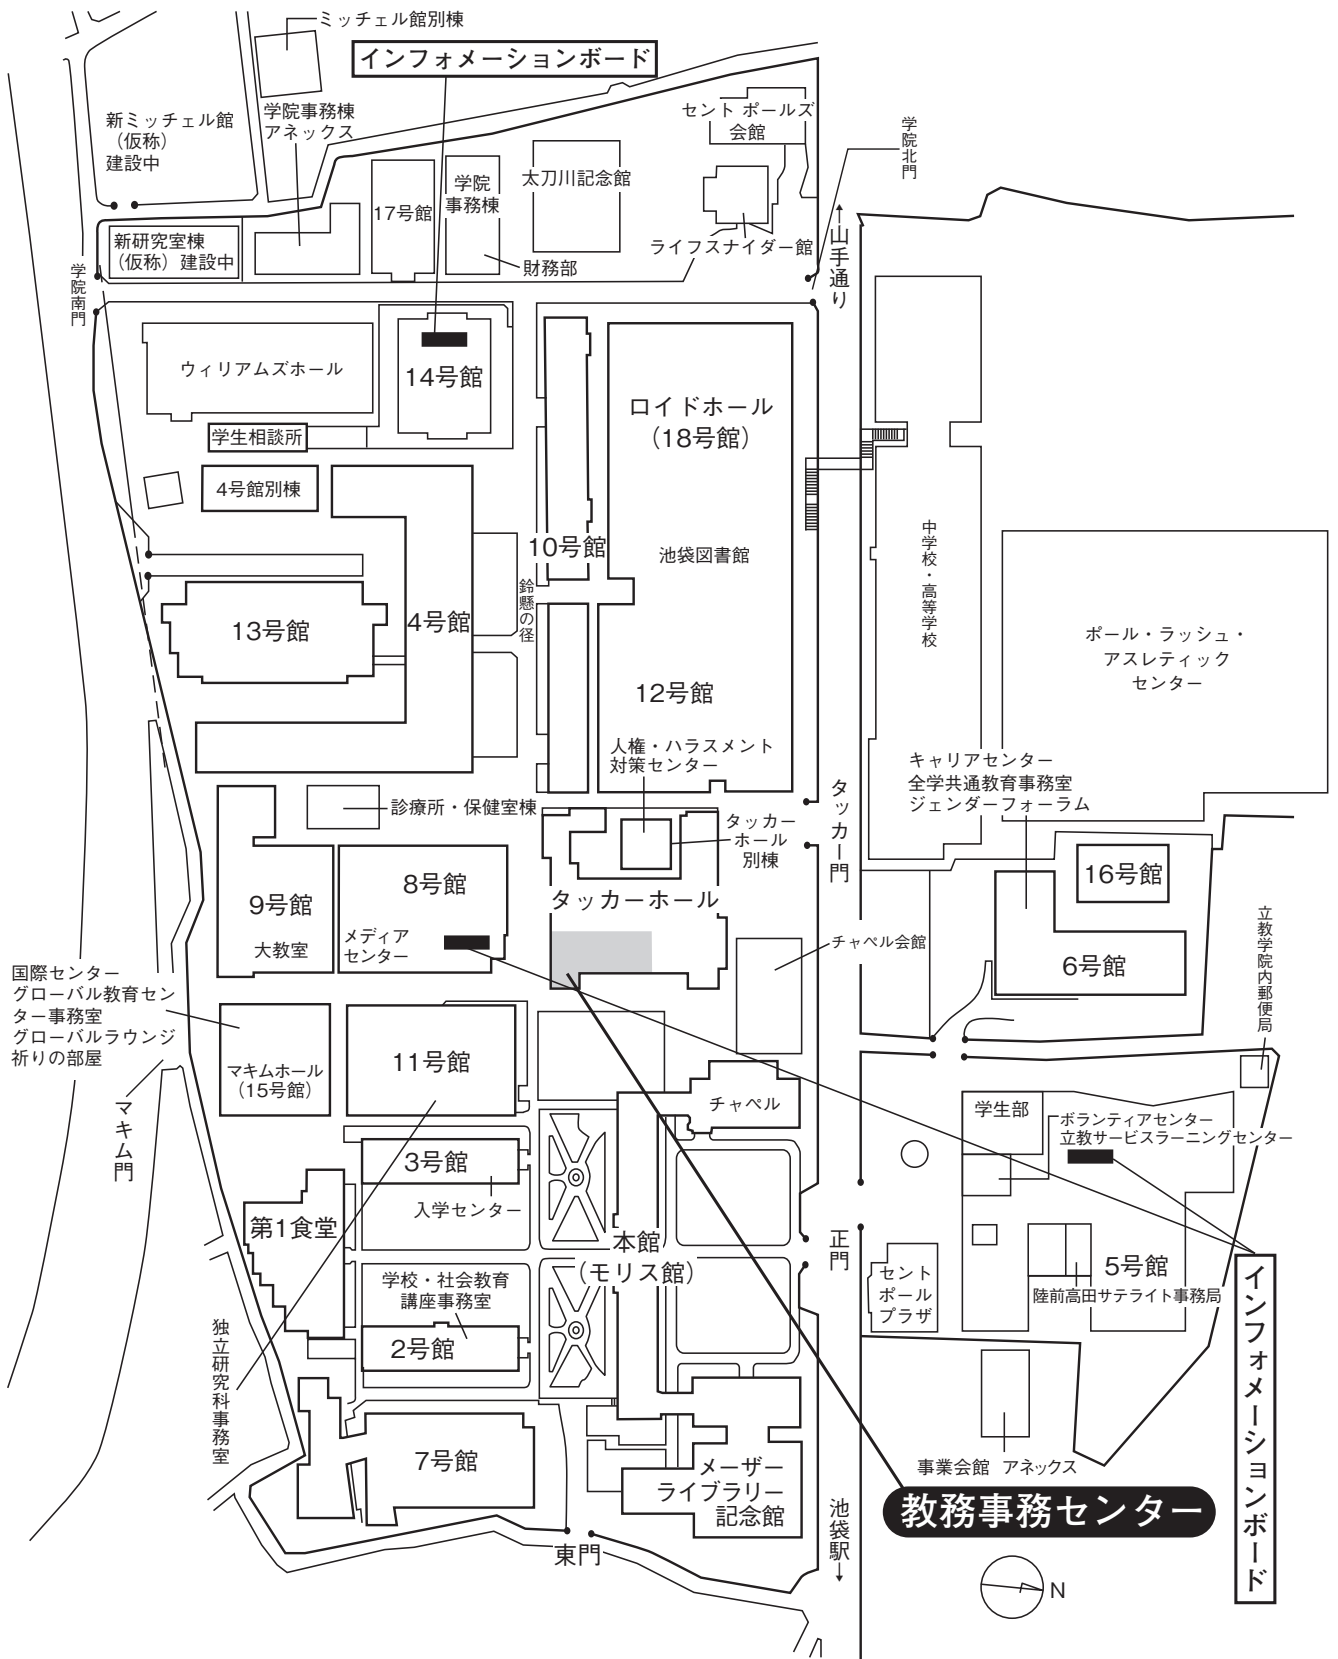 ミッチェル館別棟
インフォメーションボード
学院事務棟
アネックス
新ミッチェル館
（仮称）
建設中
セント ポールズ
会館
学院北門
17号館
学院
事務棟
太刀川記念館
ライフスナイダー館
↑山手通り
新研究室棟
（仮称）建設中
財務部
学院南門
ウィリアムズホール
14号館
学生相談所
ロイドホール
（18号館）
4号館別棟
10号館
池袋図書館
中学校・高等学校
鈴懸の径
13号館
4号館
ポール・ラッシュ・
アスレティック
センター
12号館
人権・ハラスメント
対策センター
キャリアセンター
全学共通教育事務室
ジェンダーフォーラム
診療所・保健室棟
タッカー
ホール
別棟
タッカー門
8号館
16号館
9号館
大教室
メディア
センター
タッカーホール
チャペル会館
6号館
立教学院内郵便局
国際センター
グローバル教育セン
ター事務室
グローバルラウンジ
祈りの部屋
マキムホール
（15号館）
11号館
チャペル
マキム門
学生部
ボランティアセンター
立教サービスラーニングセンター
3号館
入学センター
第1食堂
本館
（モリス館）
正門
セント
ポール
プラザ
5号館
陸前高田サテライト事務局
インフォメーションボード
学校・社会教育
講座事務室
2号館
独立研究科事務室
7号館
メーザー
ライブラリー
記念館
事業会館 アネックス
教務事務センター
池袋駅↓
東門
N